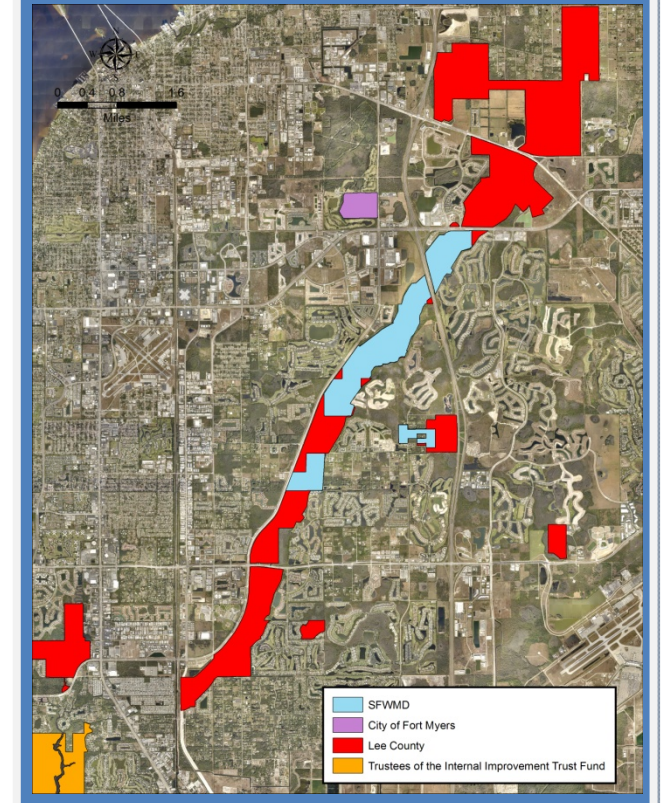 N
S
0 0.4 0.8 1.6
Miles
SFWMD
City of Fort Myers
Lee County
Trustees of the Internal Improvement Trust Fund